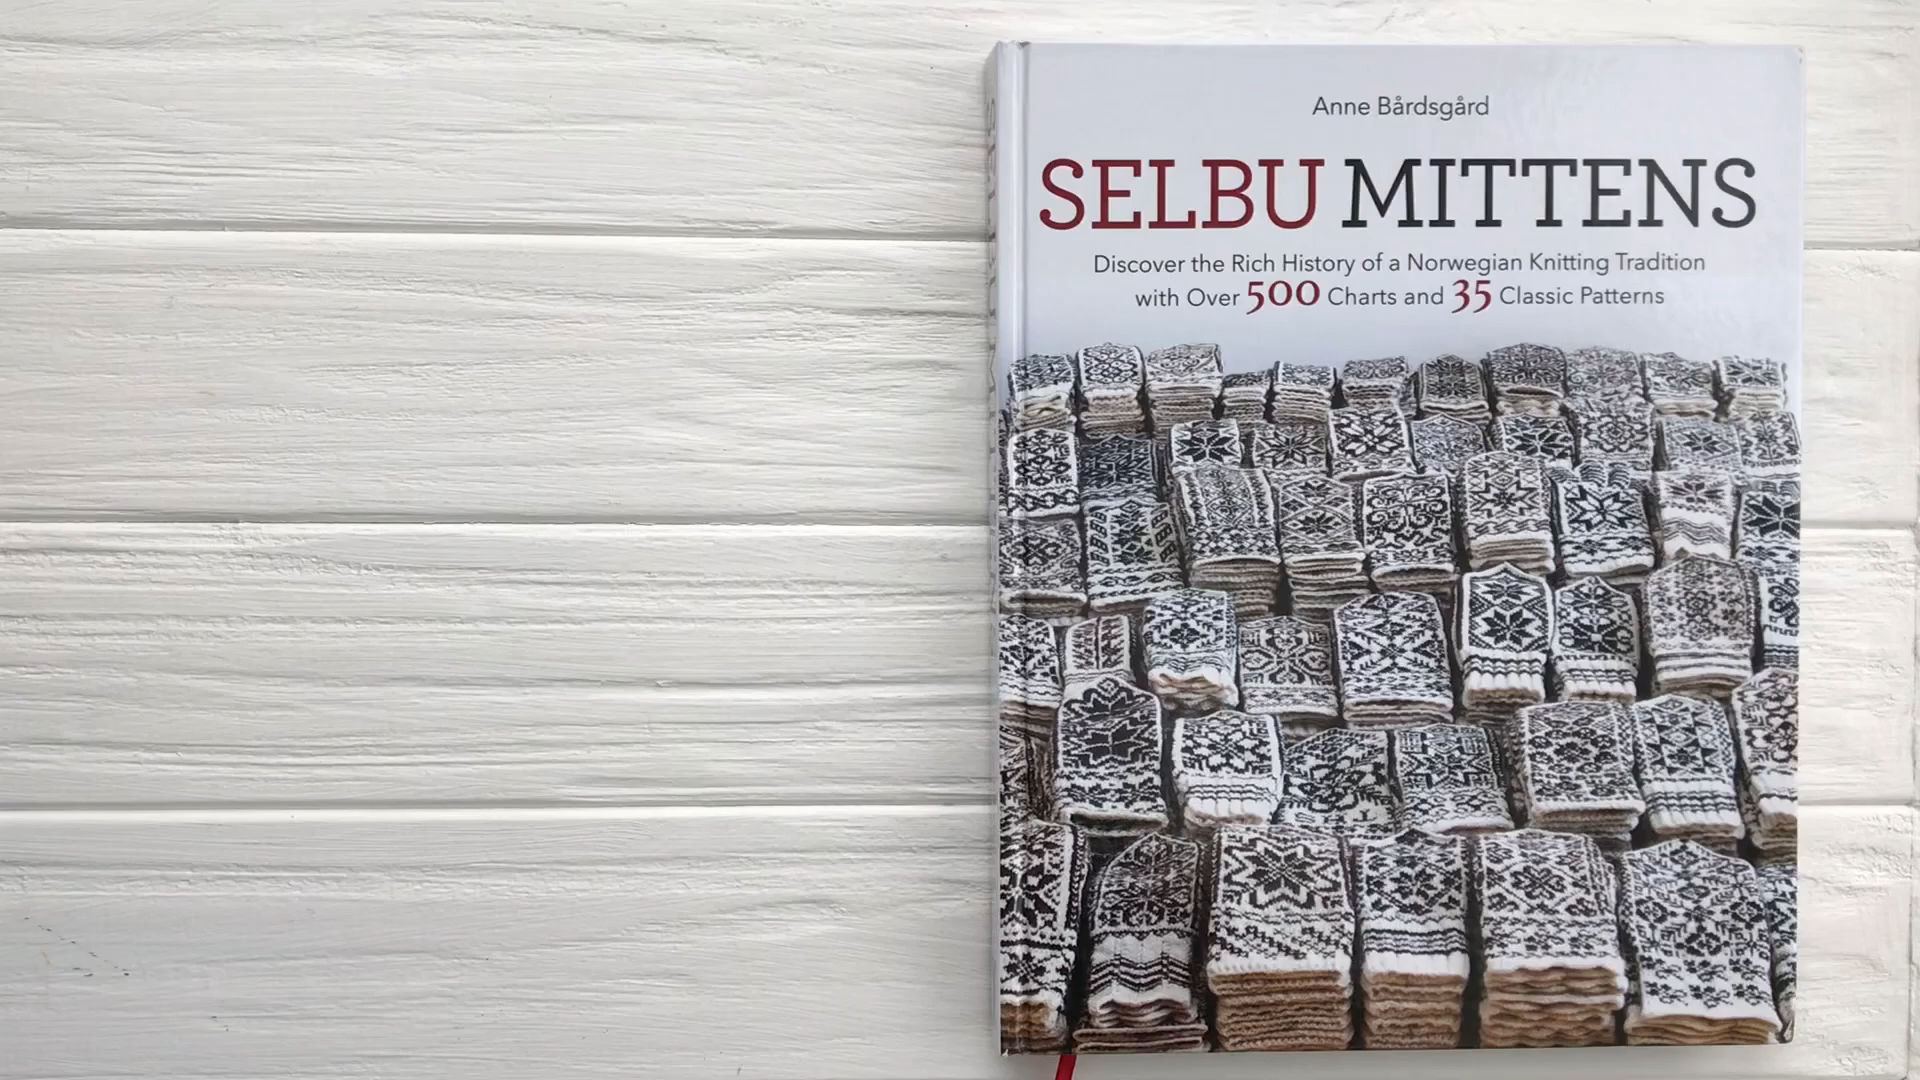 Anne Bårdsgård
SELBU MITTENS
Discover the Rich History of a Norwegian Knitting Tradition
with Over 500 Charts and 35 Classic Patterns